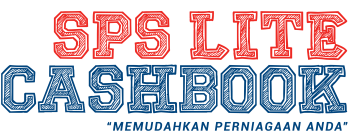 SPS LITE
CASHBOOK
"MEMUDAHKAN PERNIAGAAN ANDA"